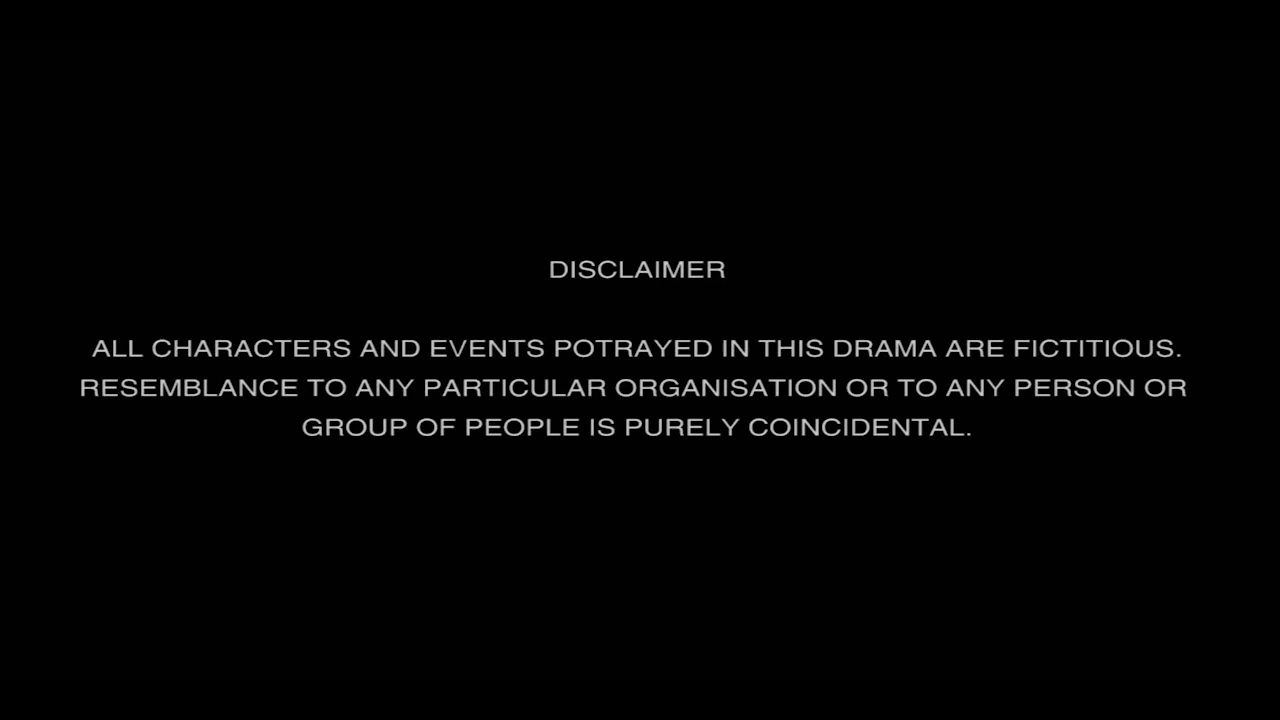 DISCLAIMER
ALL CHARACTERS AND EVENTS POTRAYED IN THIS DRAMA ARE FICTITIOUS.
RESEMBLANCE TO ANY PARTICULAR ORGANISATION OR TO ANY PERSON OR
GROUP OF PEOPLE IS PURELY COINCIDENTAL.